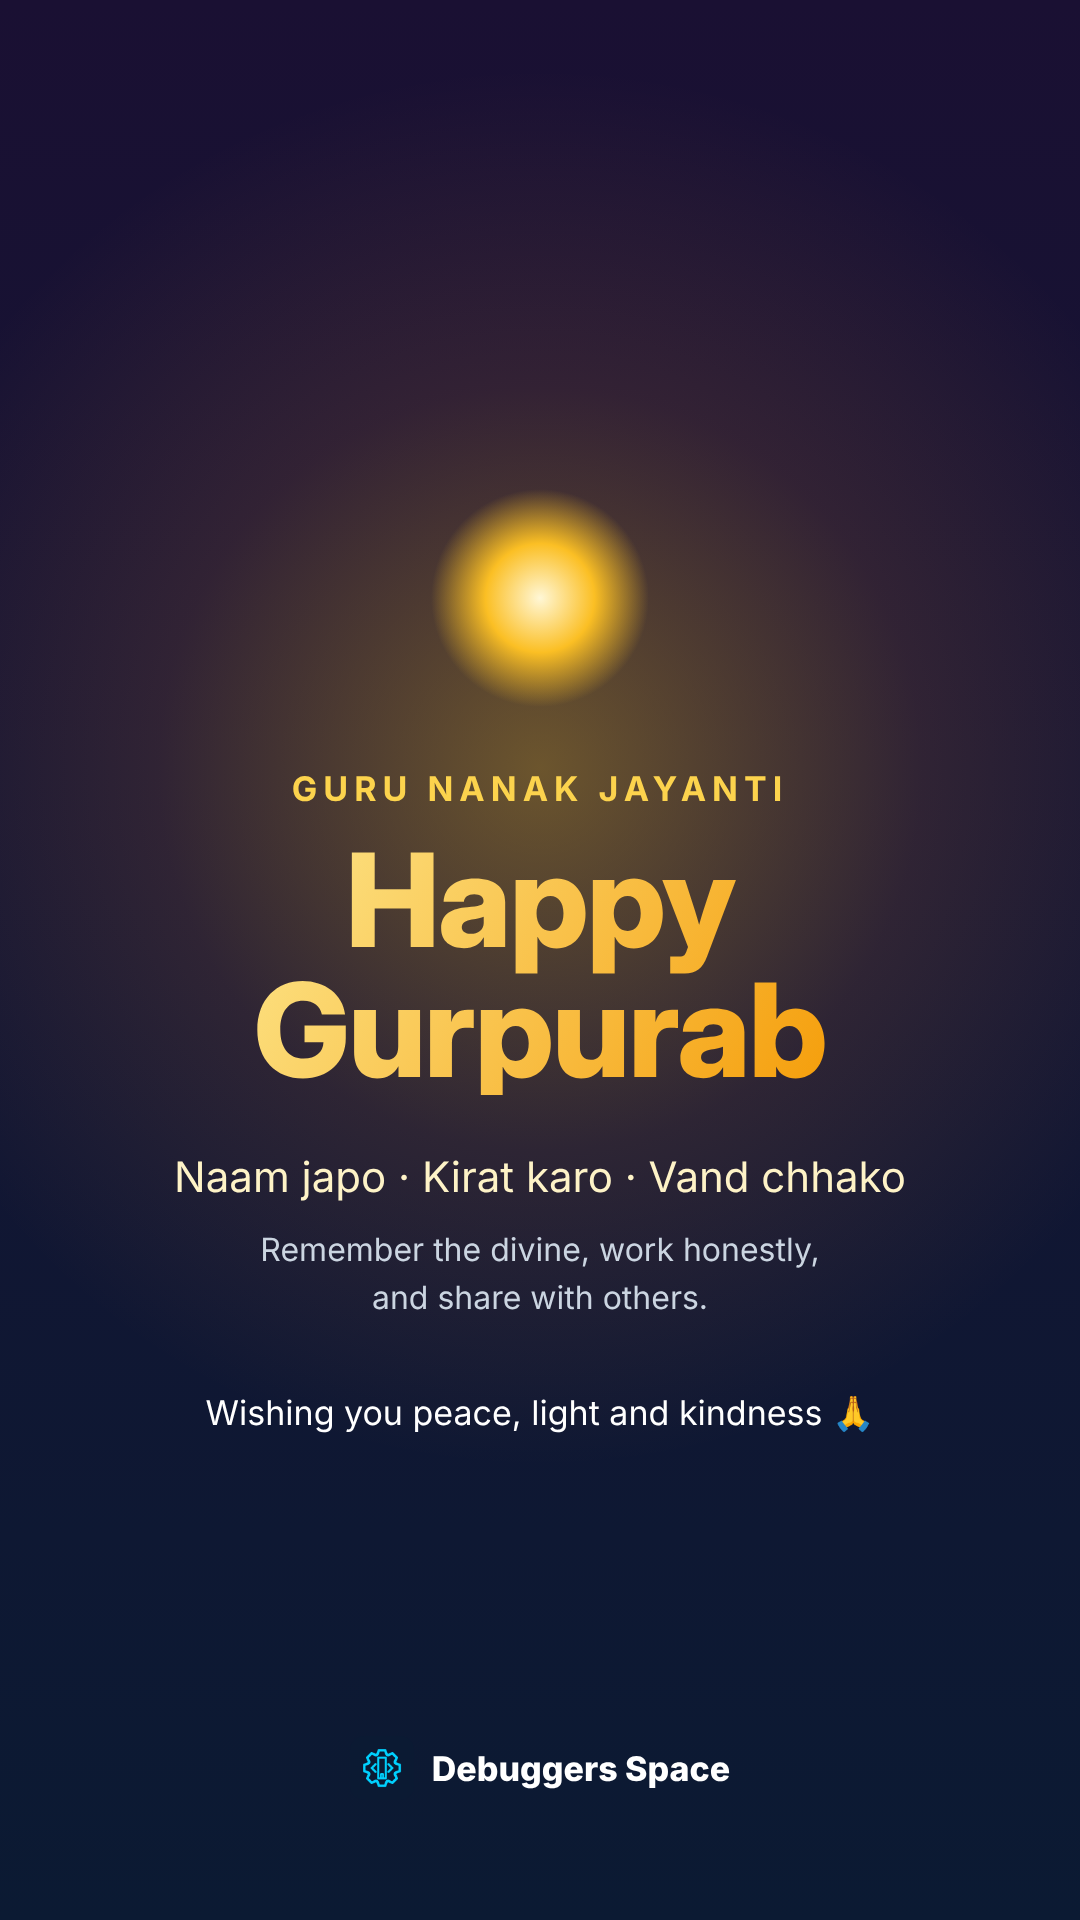 GURU NANAK JAYANTI
Happy
Gurpurab
Naam japo · Kirat karo · Vand chhako
Remember the divine, work honestly,
and share with others.
Wishing you peace, light and kindness 🙏
Debuggers Space